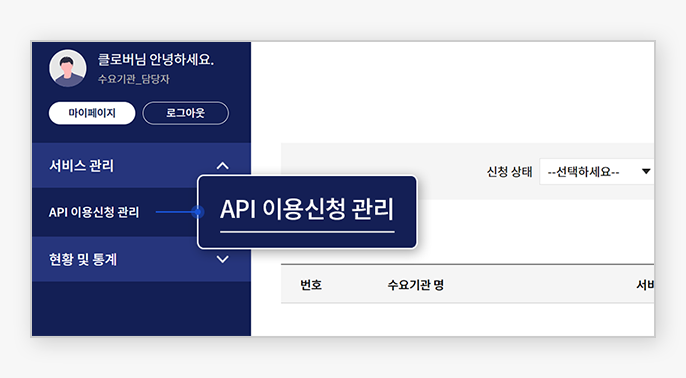 클로버님 안녕하세요.
수요기관_담당자
마이페이지 로그아웃
서비스 관리
신청 상태 --선택하세요--
API 이용신청 관리
API 이용신청 관리
현황 및 통계
번호 수요기관 명